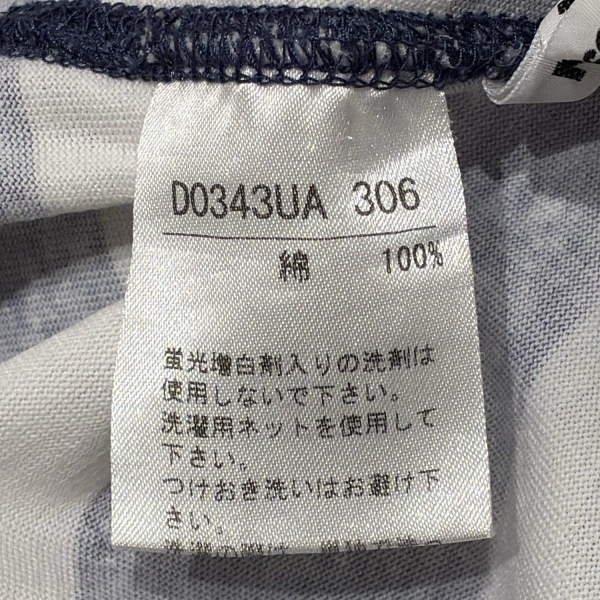 D0343UA 306
綿 100%
蛍光増白剤入りの洗剤は
使用しないで下さい。
洗濯用ネットを使用して
下さい。
つけおき洗いはお避け下
さい。